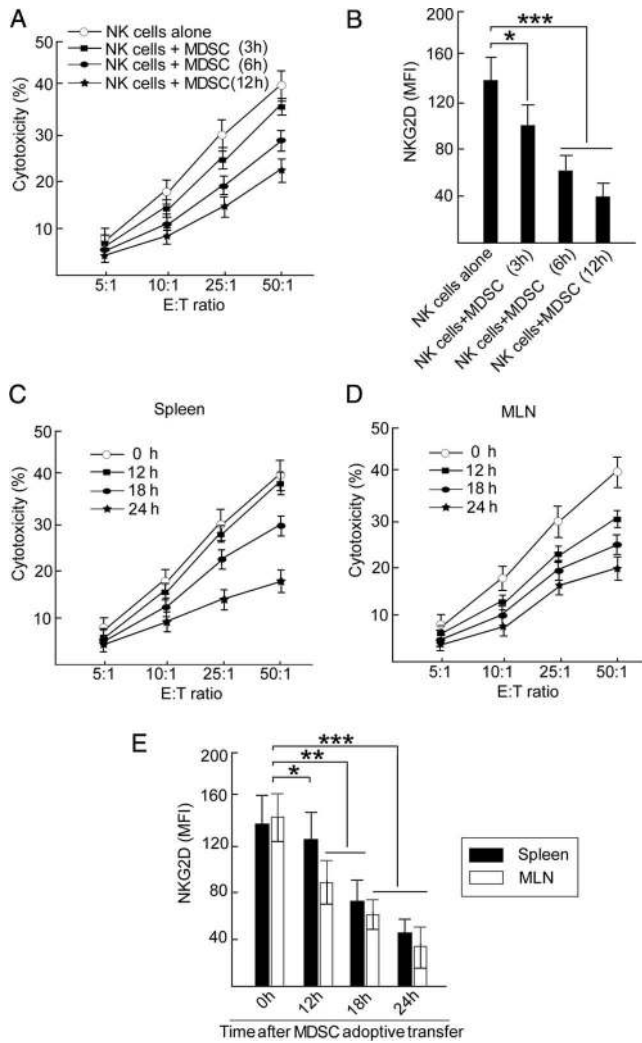 A
NK cells alone
NK cells + MDSC (3h)
NK cells + MDSC (6h)
NK cells + MDSC (12h)
50
40
30
20
10
Cytotoxicity (%)
5:1 10:1 25:1 50:1
E:T ratio
B
***
*
200
160
120
80
40
NKG2D (MFI)
NK cells alone
NK cells+MDSC (3h)
NK cells+MDSC (6h)
NK cells+MDSC (12h)
C
Spleen
0 h
12 h
18 h
24 h
50
40
30
20
10
Cytotoxicity (%)
5:1 10:1 25:1 50:1
E:T ratio
D
MLN
0 h
12 h
18 h
24 h
50
40
30
20
10
Cytotoxicity (%)
5:1 10:1 25:1 50:1
E:T ratio
E
***
**
*
200
160
120
80
40
NKG2D (MFI)
0h 12h 18h 24h
Time after MDSC adoptive transfer
Spleen
MLN